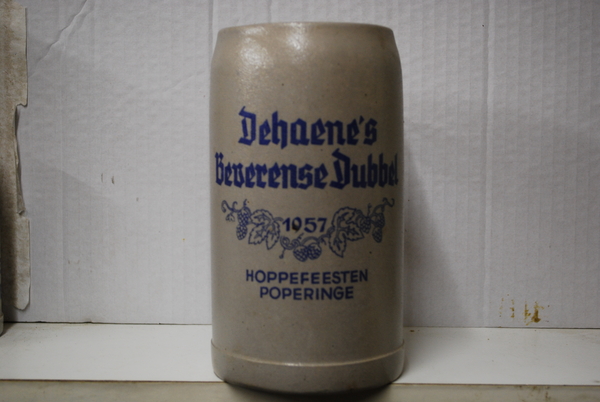 Dehaene's
Beverense Dubbel
1957
HOPPEFEESTEN
POPERINGE